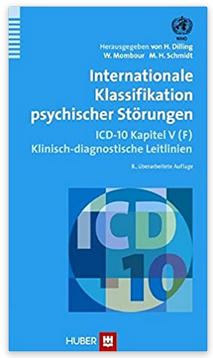 WHO
Herausgegeben von H. Dilling
W. Mombour M. H. Schmidt
Internationale
Klassifikation
psychischer Störungen
ICD-10 Kapitel V (F)
Klinisch-diagnostische Leitlinien
8., überarbeitete Auflage
ICD
-10
HUBER